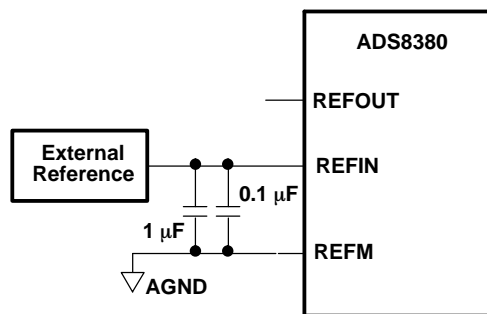 ADS8380
REFOUT
External
Reference
REFIN
0.1 μF
1 μF
REFM
AGND